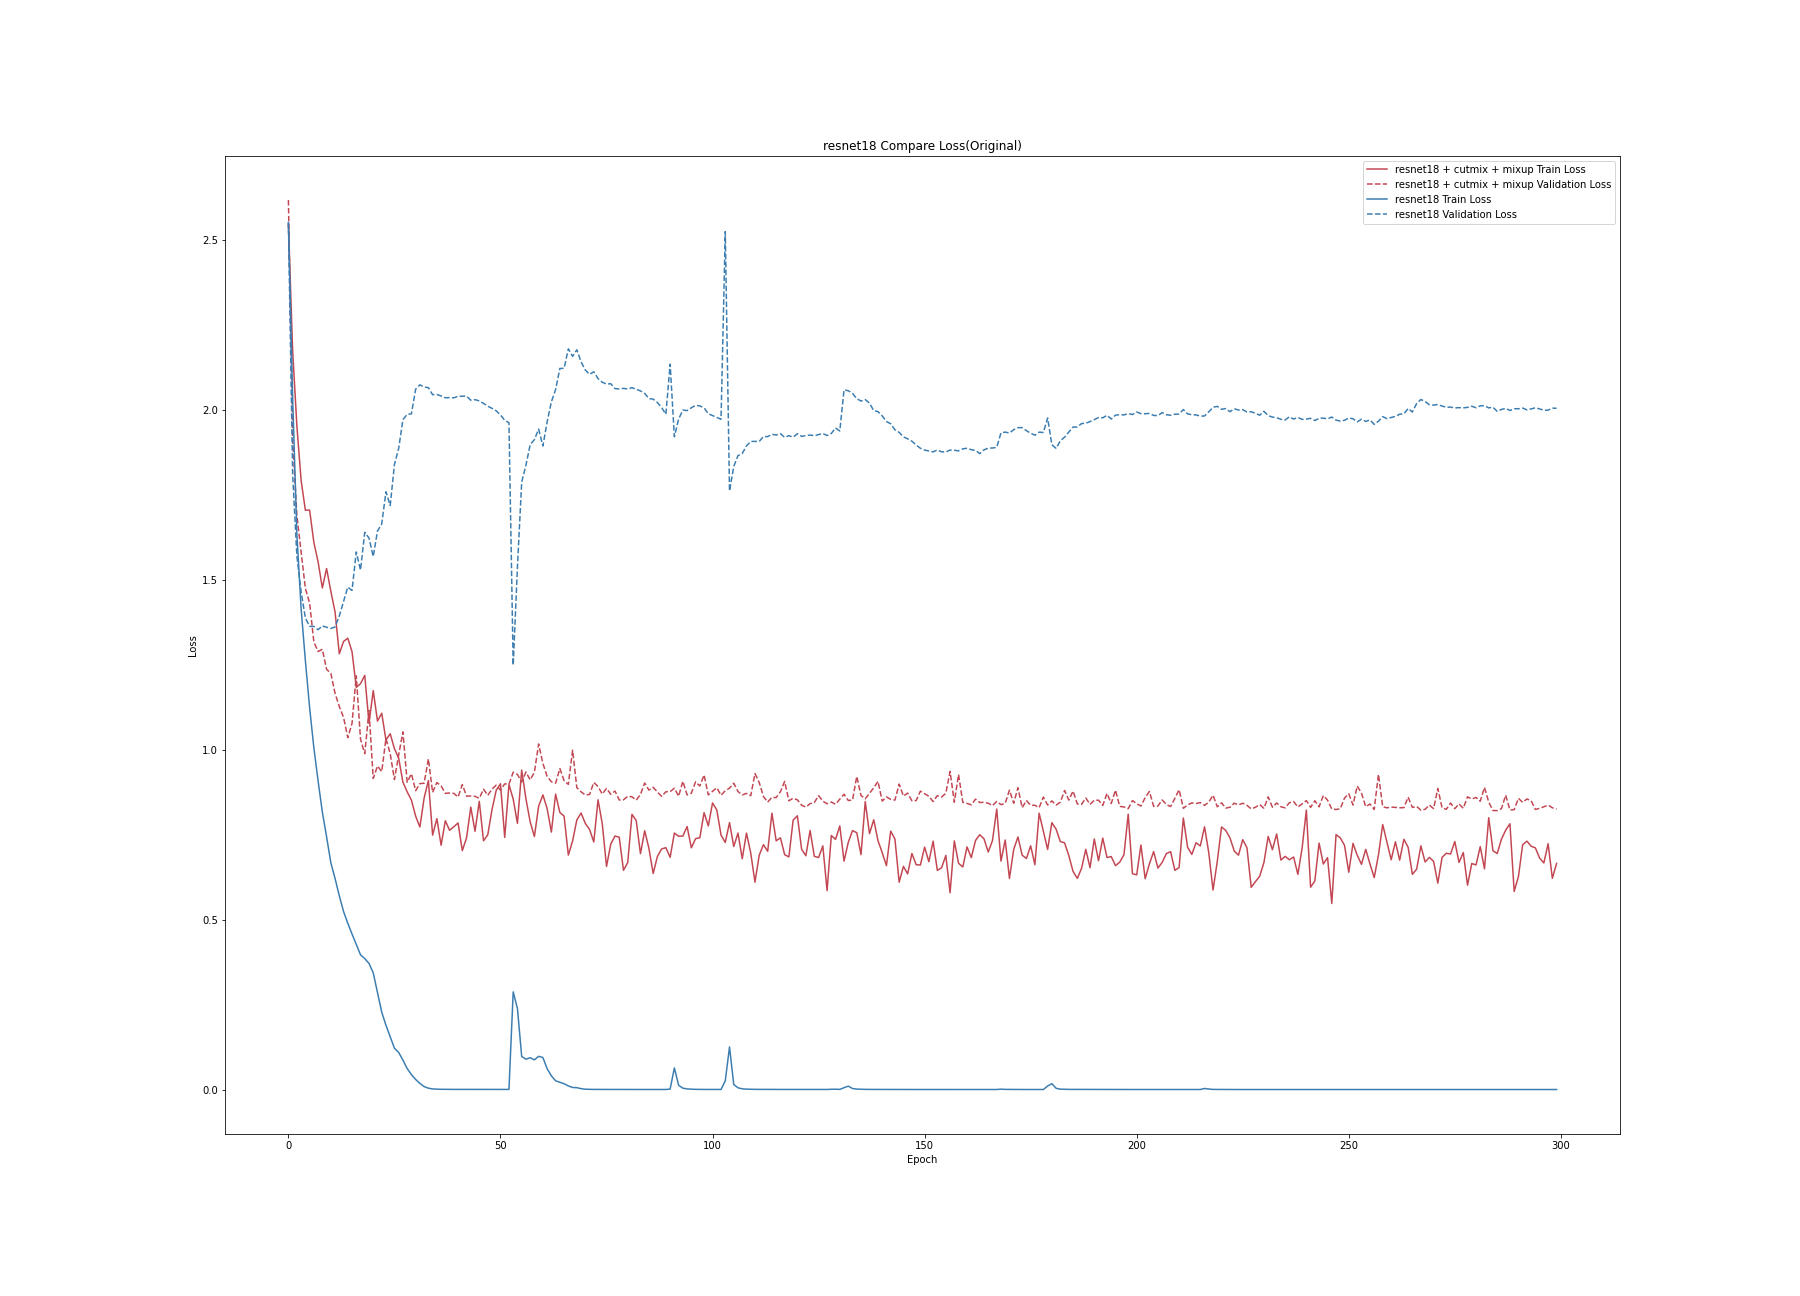 resnet18 Compare Loss(Original)
resnet18 + cutmix + mixup Train Loss
resnet18 + cutmix + mixup Validation Loss
resnet18 Train Loss
resnet18 Validation Loss
2.5
2.0
1.5
1.0
0.5
0.0
Loss
0
50
100
150
200
250
300
Epoch